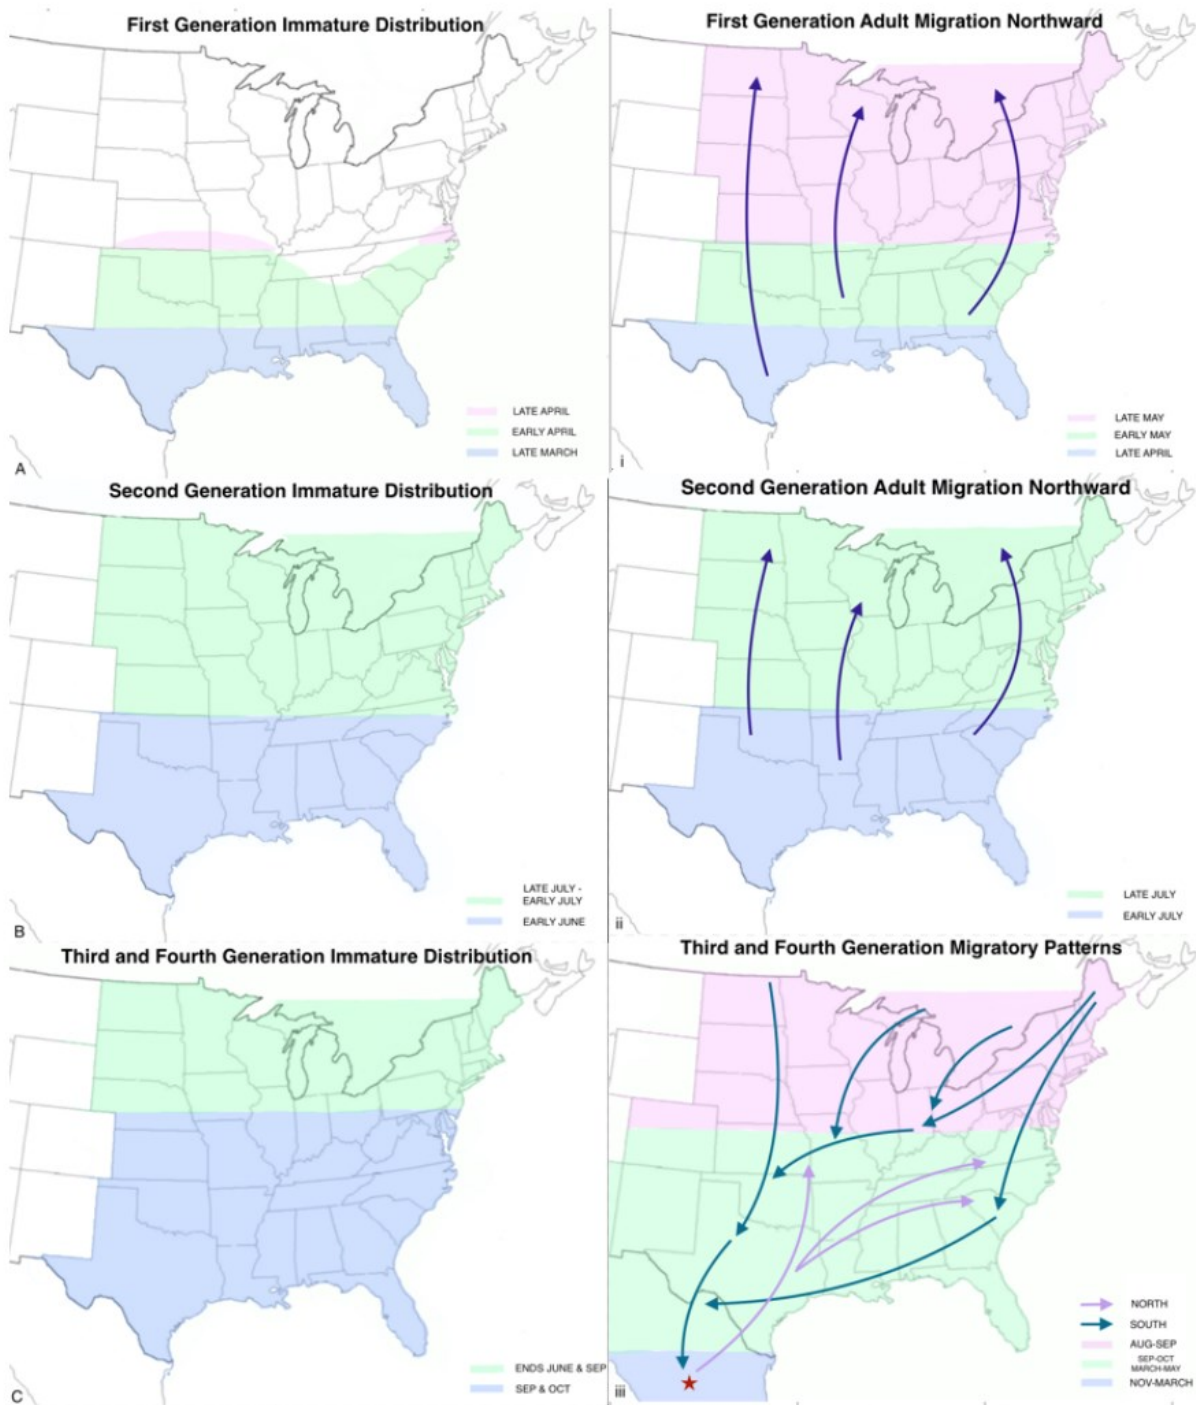 First Generation Immature Distribution
LATE APRIL
EARLY APRIL
LATE MARCH
A
First Generation Adult Migration Northward
LATE MAY
EARLY MAY
LATE APRIL
i
Second Generation Immature Distribution
LATE JULY -
EARLY JULY
EARLY JUNE
B
Second Generation Adult Migration Northward
LATE JULY
EARLY JULY
ii
Third and Fourth Generation Immature Distribution
ENDS JUNE & SEP
SEP & OCT
C
Third and Fourth Generation Migratory Patterns
NORTH
SOUTH
AUG-SEP
SEP-OCT
MARCH-MAY
NOV-MARCH
iii